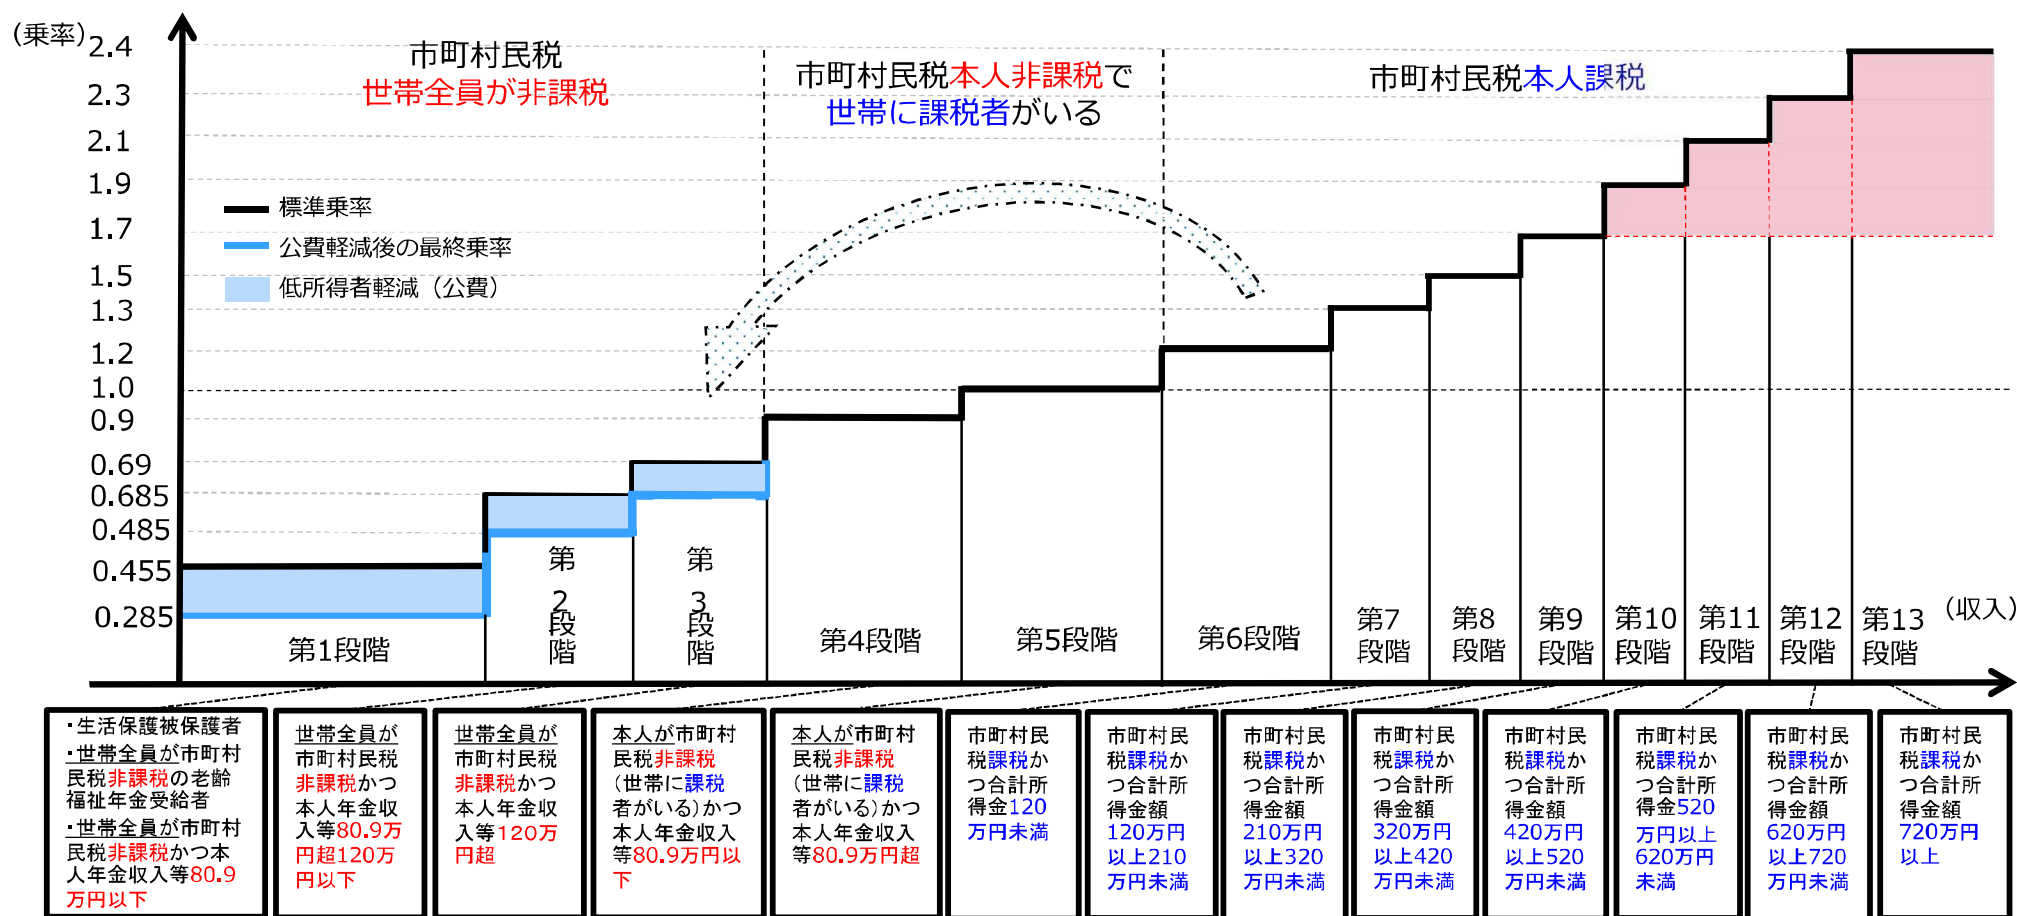 (乗率)
2.4
2.3
2.1
1.9
1.7
1.5
1.3
1.2
1.0
0.9
0.69
0.685
0.485
0.455
0.285
市町村民税
世帯全員が非課税
市町村民税本人非課税で
世帯に課税者がいる
市町村民税本人課税
標準乗率
公費軽減後の最終乗率
低所得者軽減（公費）
第1段階
第2段階
第3段階
第4段階
第5段階
第6段階
第7
段階
第8
段階
第9
段階
第10
段階
第11
段階
第12
段階
第13
段階
(収入)
・生活保護被保護者
・世帯全員が市町村
民税非課税の老齢
福祉年金受給者
・世帯全員が市町村
民税非課税かつ本
人年金収入等80.9
万円以下
世帯全員が
市町村民税
非課税かつ
本人年金収
入等80.9万
円超120万
円以下
世帯全員が
市町村民税
非課税かつ
本人年金収
入等120万
円超
本人が市町村
民税非課税
(世帯に課税
者がいる)かつ
本人年金収入
等80.9万円以
下
本人が市町村
民税非課税
(世帯に課税
者がいる)かつ
本人年金収入
等80.9万円超
市町村民
税課税か
つ合計所
得金120
万円未満
市町村民
税課税か
つ合計所
得金額
120万円
以上210
万円未満
市町村民
税課税か
つ合計所
得金額
210万円
以上320
万円未満
市町村民
税課税か
つ合計所
得金額
320万円
以上420
万円未満
市町村民
税課税か
つ合計所
得金額
420万円
以上520
万円未満
市町村民
税課税か
つ合計所
得金520
万円以上
620万円
未満
市町村民
税課税か
つ合計所
得金額
620万円
以上720
万円未満
市町村民
税課税か
つ合計所
得金額
720万円
以上